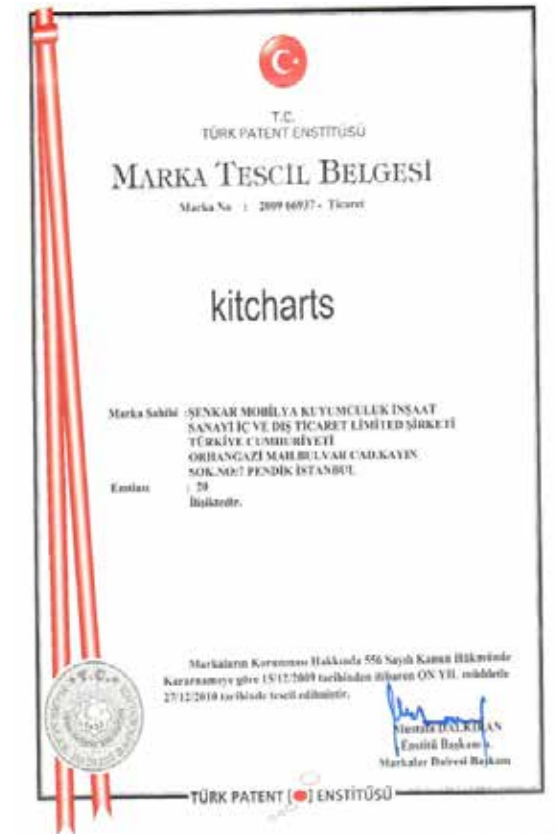 T.C.
TÜRK PATENT ENSTİTÜSÜ
MARKA TESCİL BELGESİ
Marka No : 2009 66937 - Ticaret
kitcharts
Marka Sahibi :ŞENKAR MOBİLYA KUYUMCULUK İNŞAAT
SANAYİ İÇ VE DIŞ TİCARET LİMİTED ŞİRKETİ
TÜRKİYE CUMHURİYETİ
ORHANGAZİ MAH.BULVAR CAD.KAYIN
SOK.NO:7 PENDİK İSTANBUL
Emtiası : 20
İlişiktedir.
Markaların Korunması Hakkında 556 Sayılı Kanun Hükmünde
Kararnameye göre 15/12/2009 tarihinden itibaren ON YIL müddetle
27/12/2010 tarihinde tescil edilmiştir.
Mustafa DALKIRAN
Enstitü Başkanı a.
Markalar Dairesi Başkanı
T.C.
TÜRK PATENT ENSTİTÜSÜ